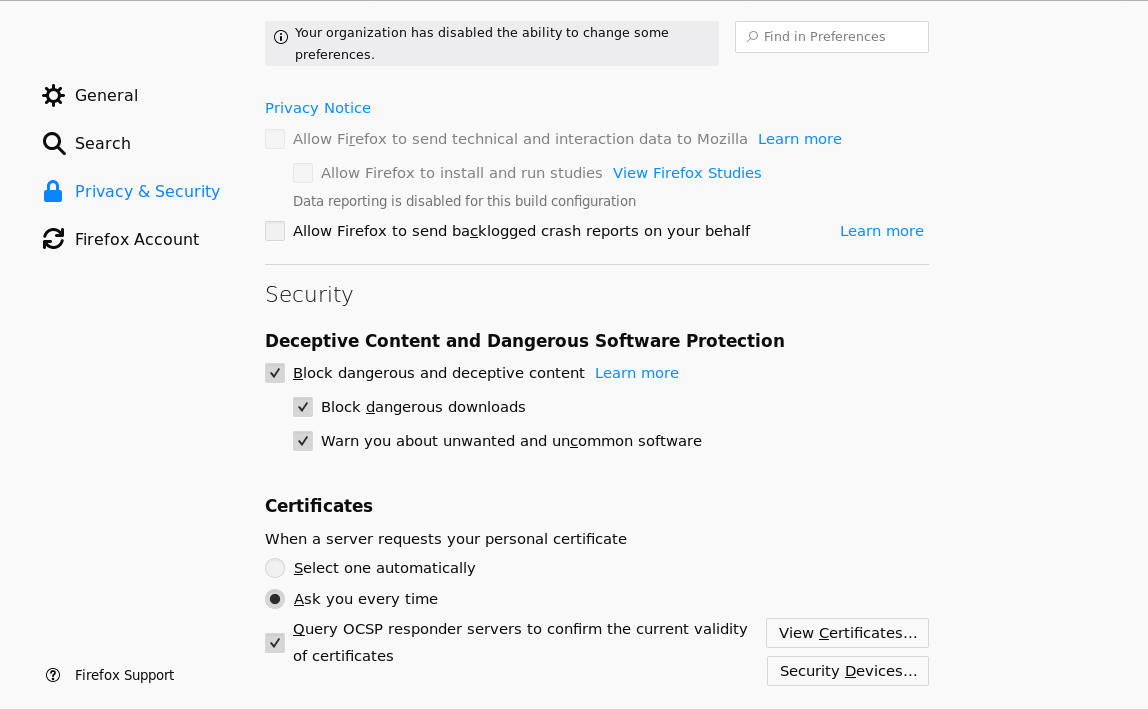 Your organization has disabled the ability to change some
preferences.
Find in Preferences
General
Search
Privacy & Security
Firefox Account
Privacy Notice
Allow Firefox to send technical and interaction data to Mozilla Learn more
Allow Firefox to install and run studies View Firefox Studies
Data reporting is disabled for this build configuration
Allow Firefox to send backlogged crash reports on your behalf Learn more
Security
Deceptive Content and Dangerous Software Protection
Block dangerous and deceptive content Learn more
Block dangerous downloads
Warn you about unwanted and uncommon software
Certificates
When a server requests your personal certificate
Select one automatically
Ask you every time
Query OCSP responder servers to confirm the current validity
of certificates
View Certificates…
Security Devices…
Firefox Support